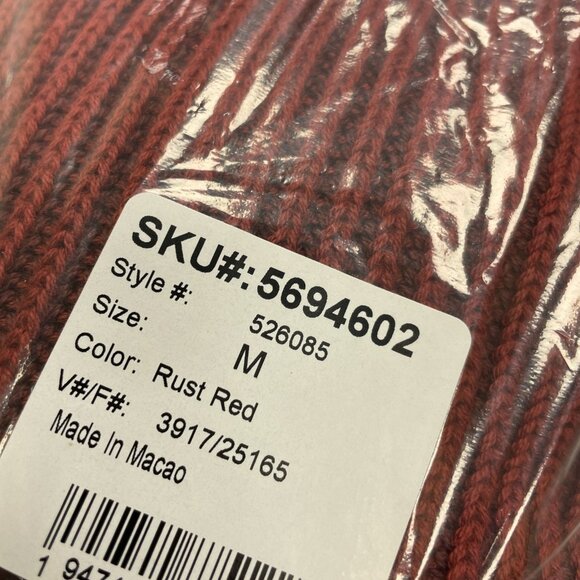 SKU#: 5694602
Style #: 526085
Size: M
Color: Rust Red
V#/F#: 3917/25165
Made In Macao